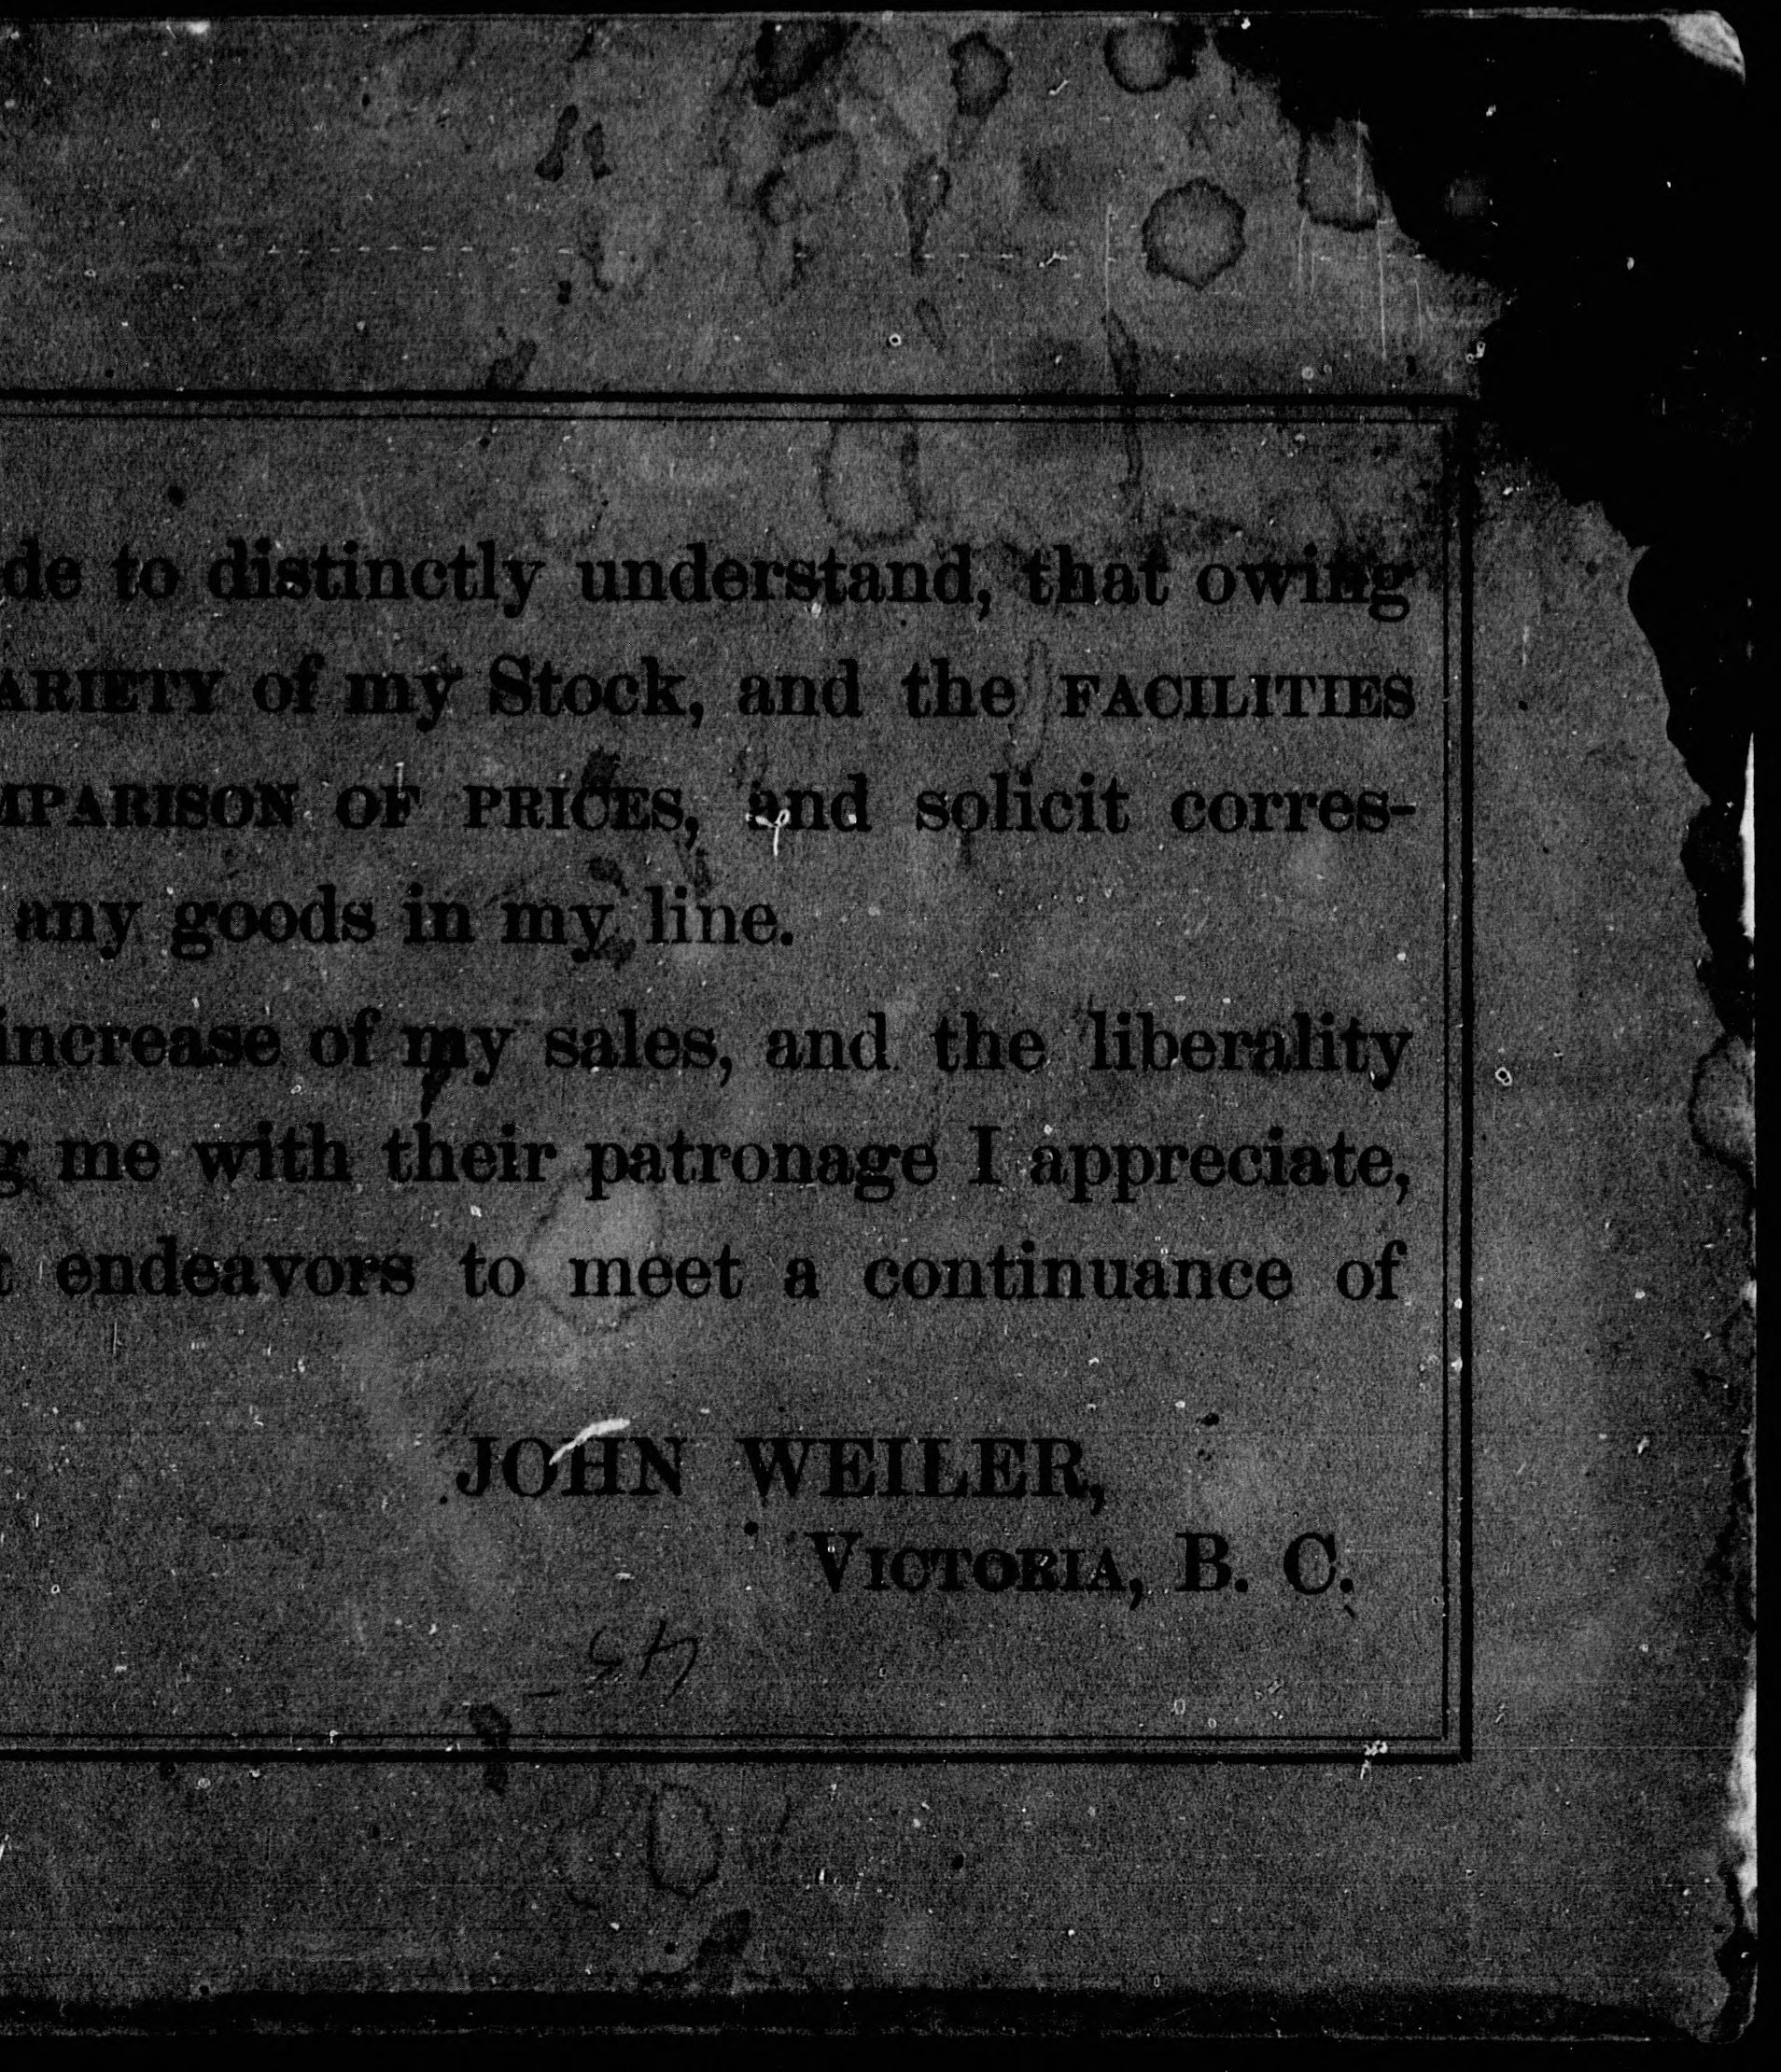 de to distinctly understand, that owing
ARIETY of my Stock, and the FACILITIES
MPARISON OF PRICES, and solicit corres-
any goods in my line.
increase of my sales, and the liberality
g me with their patronage I appreciate,
t endeavors to meet a continuance of
JOHN WEILER,
VICTORIA, B. C.